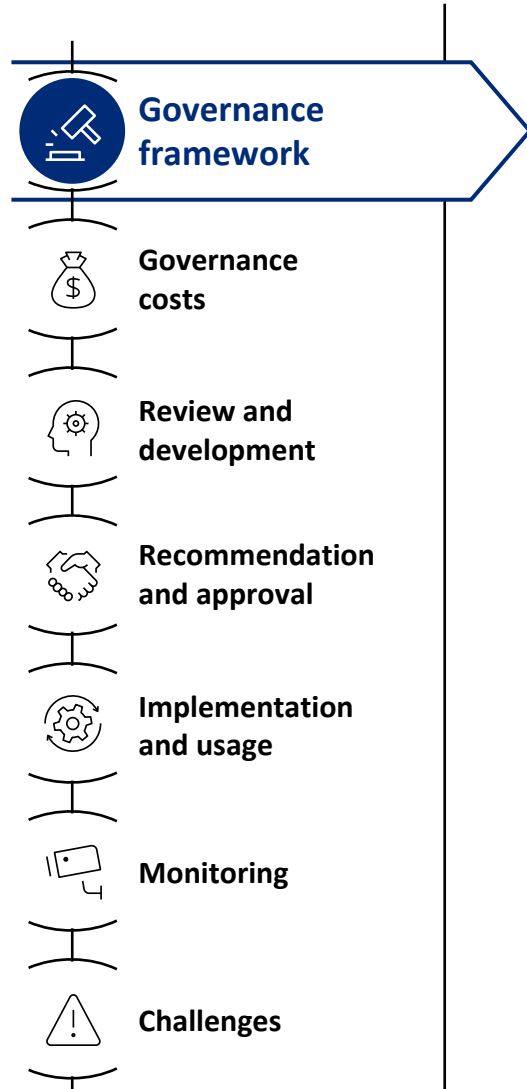 Governance
framework
$
Governance
costs
Review and
development
Recommendation
and approval
Implementation
and usage
Monitoring
Challenges